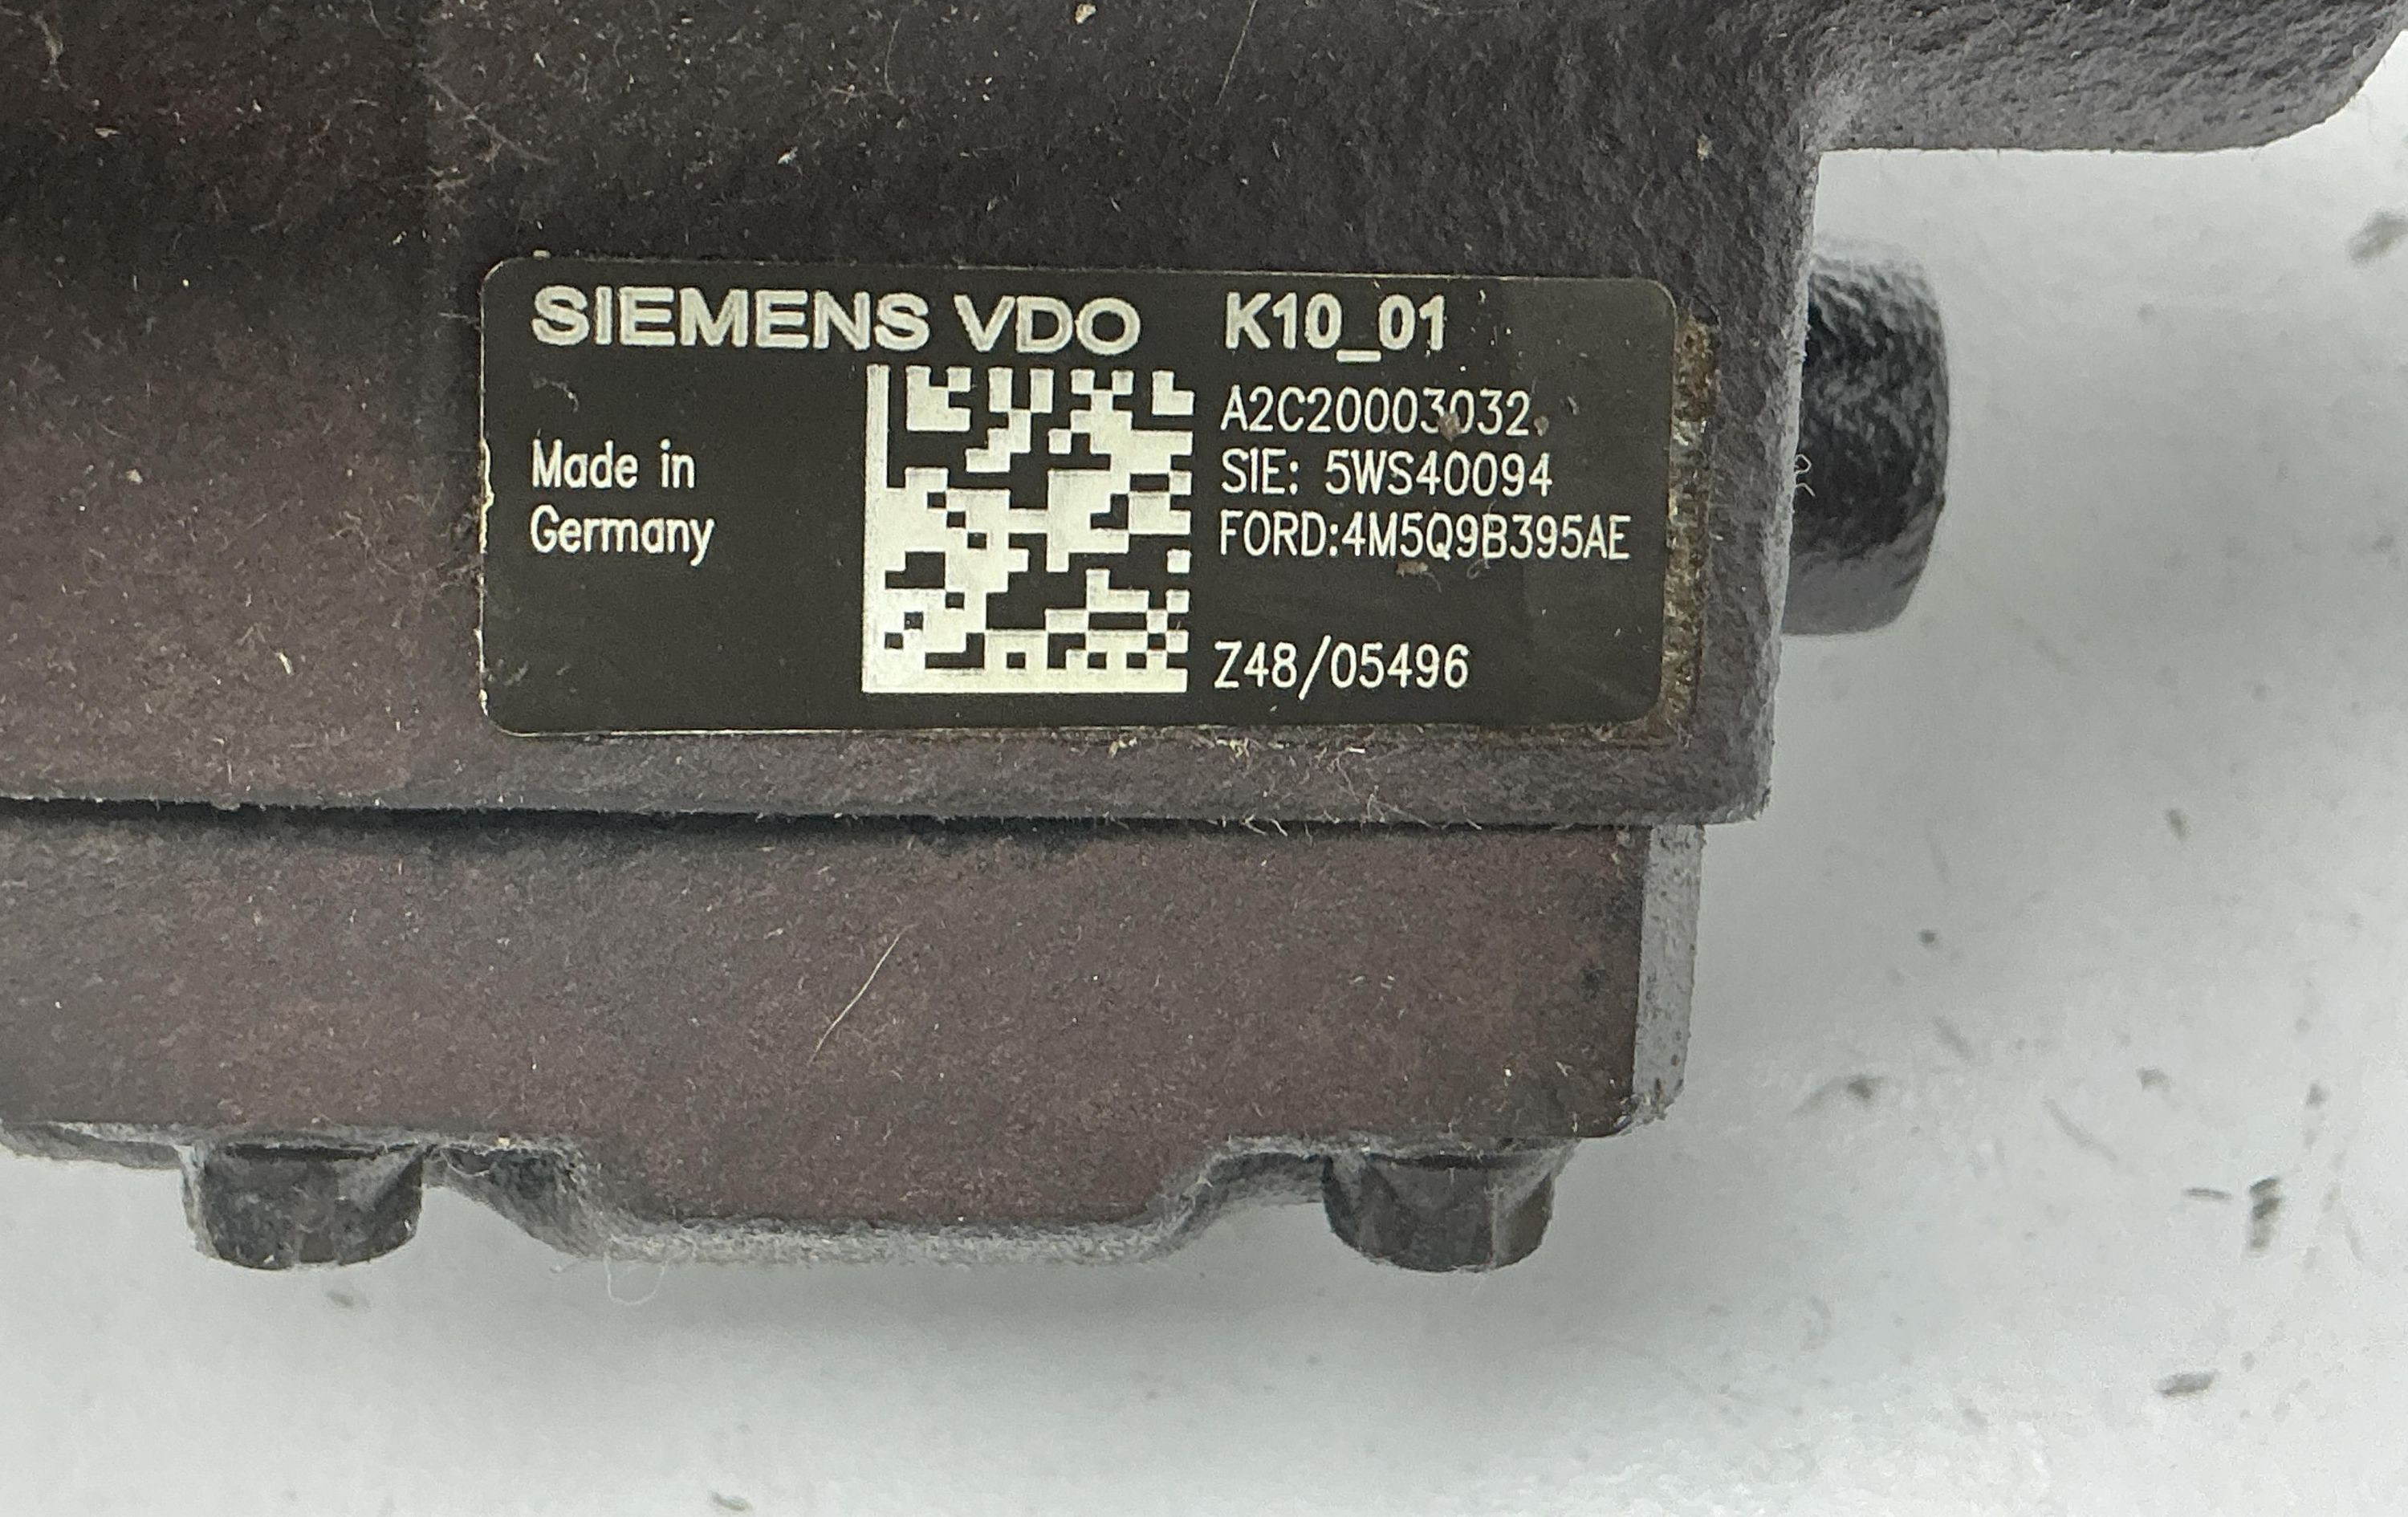 SIEMENS VDO K10_01
A2C20003032
Made in
Germany
SIE: 5WS40094
FORD:4M5Q9B395AE
Z48/05496